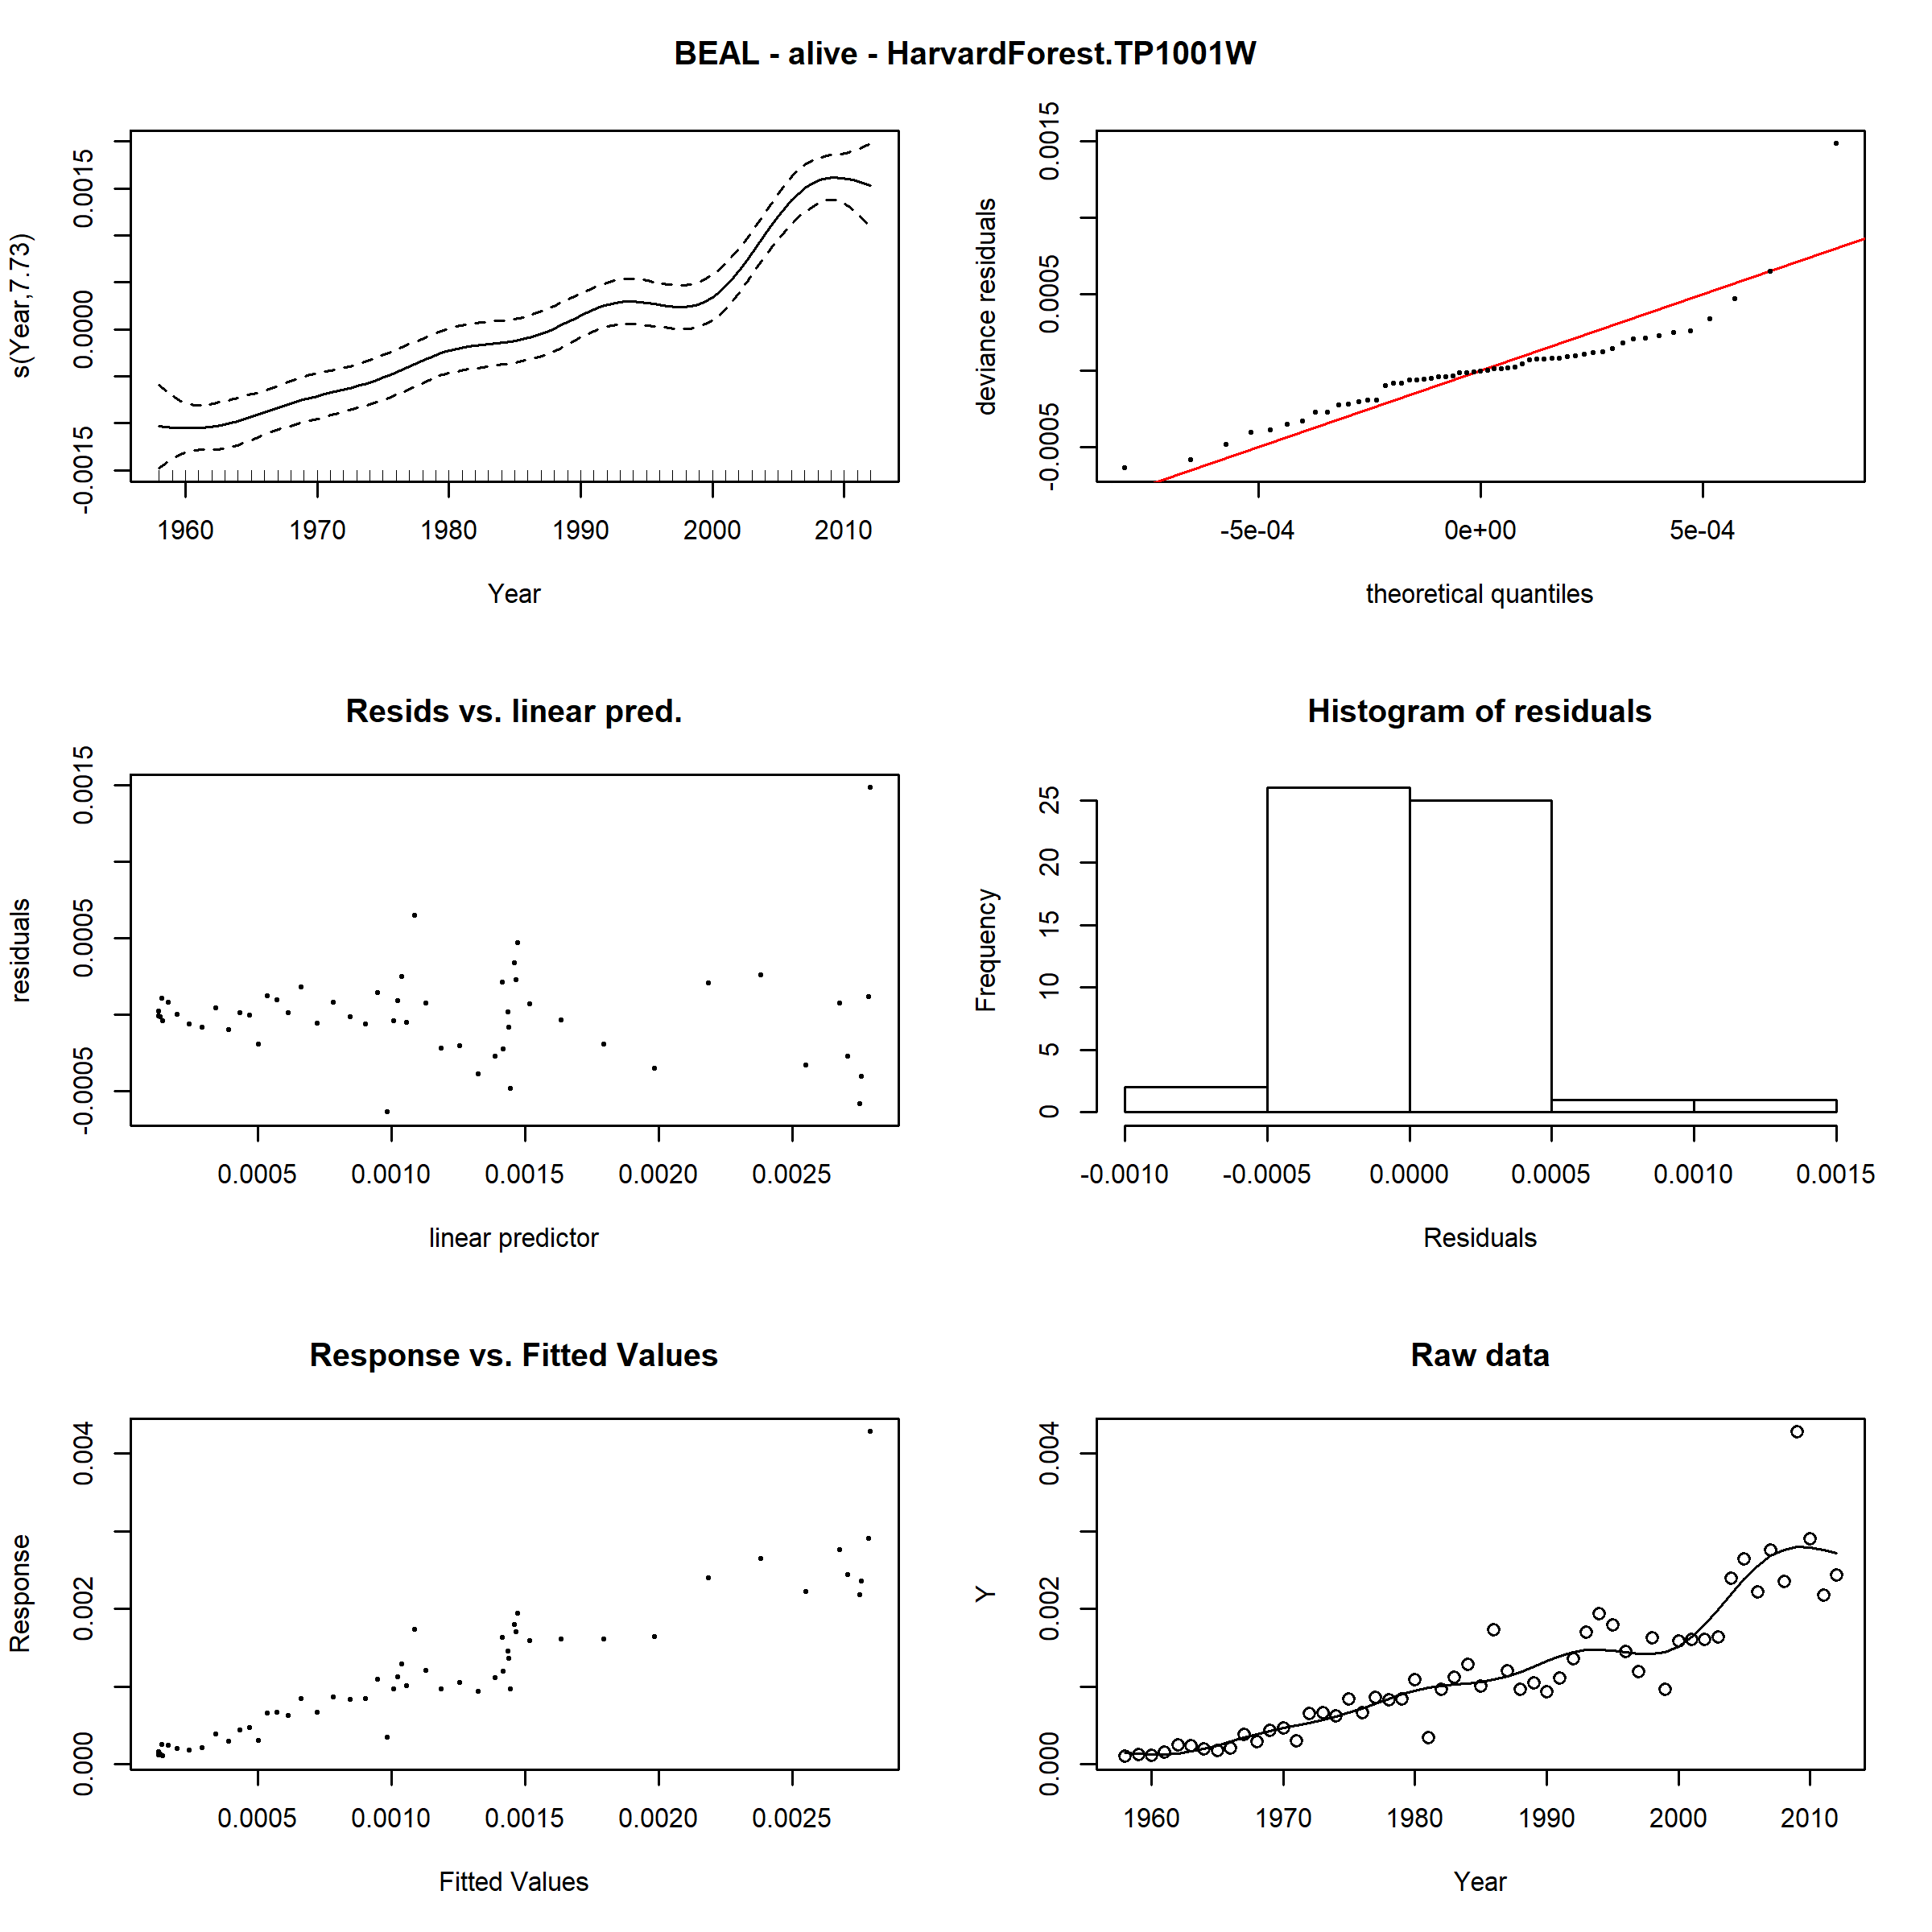 BEAL - alive - HarvardForest.TP1001W
s(Year,7.73)
-0.0015 0.0000 0.0015
1960 1970 1980 1990 2000 2010
Year
deviance residuals
-0.0005 0.0005 0.0015
-5e-04 0e+00 5e-04
theoretical quantiles
Resids vs. linear pred.
residuals
-0.0005 0.0005 0.0015
0.0005 0.0010 0.0015 0.0020 0.0025
linear predictor
Histogram of residuals
Frequency
0 5 10 15 20 25
-0.0010 -0.0005 0.0000 0.0005 0.0010 0.0015
Residuals
Response vs. Fitted Values
Response
0.000 0.002 0.004
0.0005 0.0010 0.0015 0.0020 0.0025
Fitted Values
Raw data
Y
0.000 0.002 0.004
1960 1970 1980 1990 2000 2010
Year